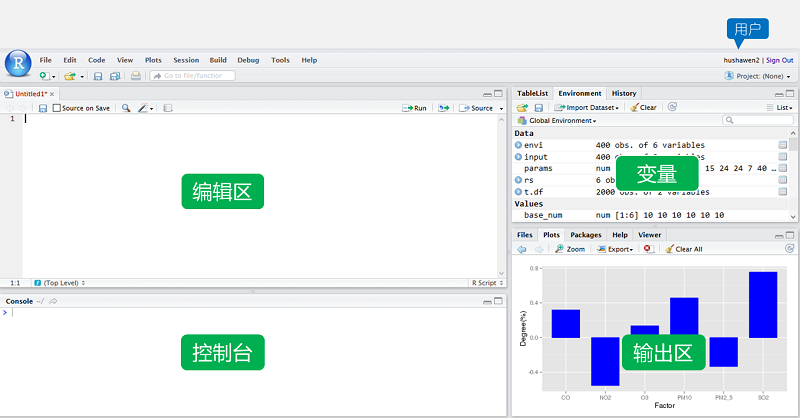 用户
hushawen2 | Sign Out
R
File Edit Code View Plots Session Build Debug Tools Help
Go to file/function
Project: (None)
Untitled1*
Source on Save
Run
Source
1
编辑区
1:1
(Top Level)
R Script
Console ~/
>
控制台
TableList Environment History
Import Dataset
Clear
List
Global Environment
Data
envi 400 obs. of 6 variables
input 400 obs. of 6 variables
params num 15 24 24 7 40 …
rs 6 ob
t.df 2000 obs. of 2 variables
变量
Values
base_num num [1:6] 10 10 10 10 10 10
Files Plots Packages Help Viewer
Zoom
Export
Clear All
0.8
0.4
0.0
-0.4
Degree(%)
输出区
CO NO2 O3 PM10 PM2_5 SO2
Factor